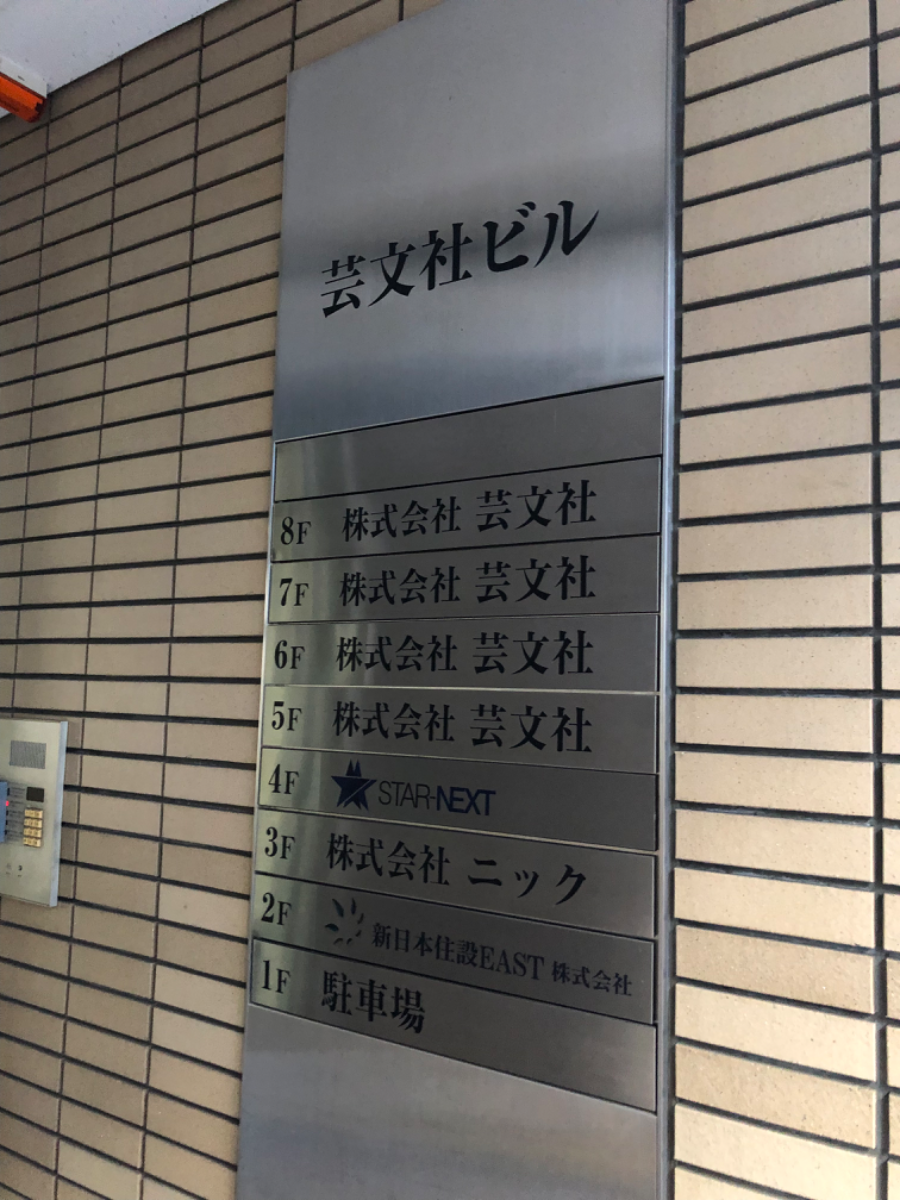 芸文社ビル
8F 株式会社 芸文社
7F 株式会社 芸文社
6F 株式会社 芸文社
5F 株式会社 芸文社
4F STAR-NEXT
3F 株式会社 ニック
2F 新日本住設EAST 株式会社
1F 駐車場